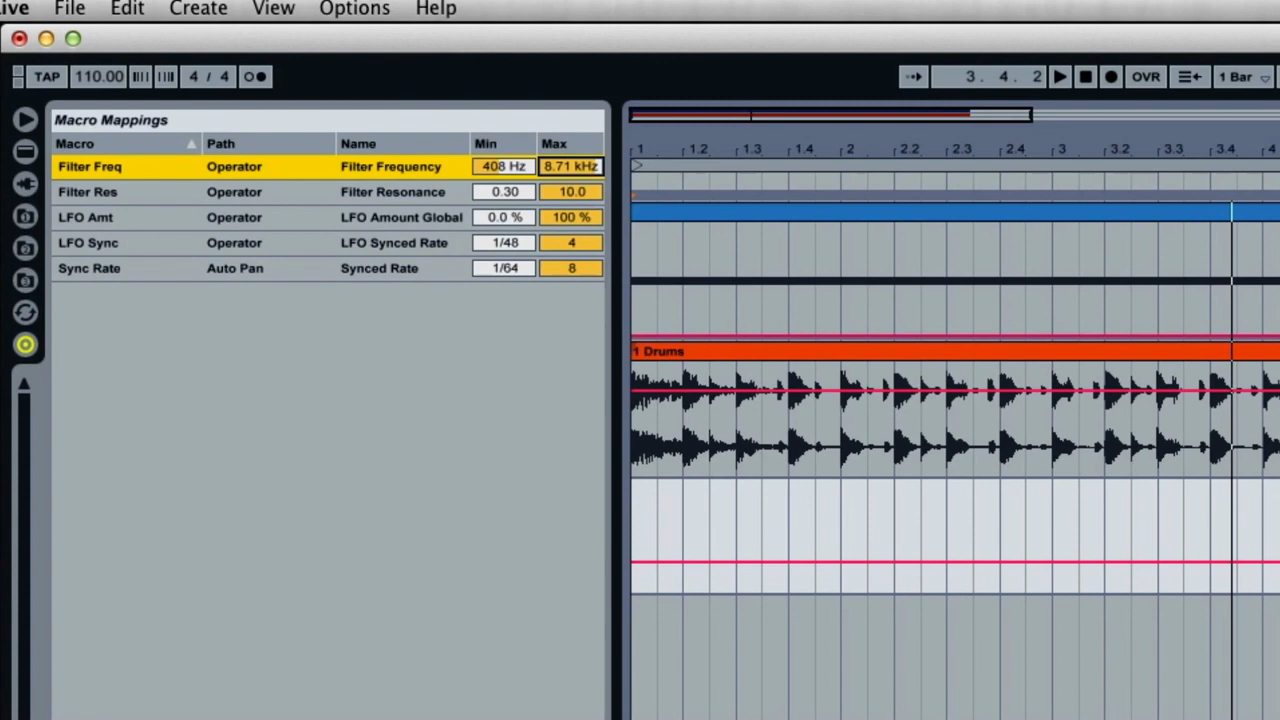 ive File Edit Create View Options Help
TAP 110.00 4 / 4 3. 4. 2 OVR 1 Bar
Macro Mappings
Macro Path Name Min Max
Filter Freq Operator Filter Frequency 408 Hz 8.71 kHz
Filter Res Operator Filter Resonance 0.30 10.0
LFO Amt Operator LFO Amount Global 0.0 % 100 %
LFO Sync Operator LFO Synced Rate 1/48 4
Sync Rate Auto Pan Synced Rate 1/64 8
1 1.2 1.3 1.4 2 2.2 2.3 2.4 3 3.2 3.3 3.4 4
1 Drums